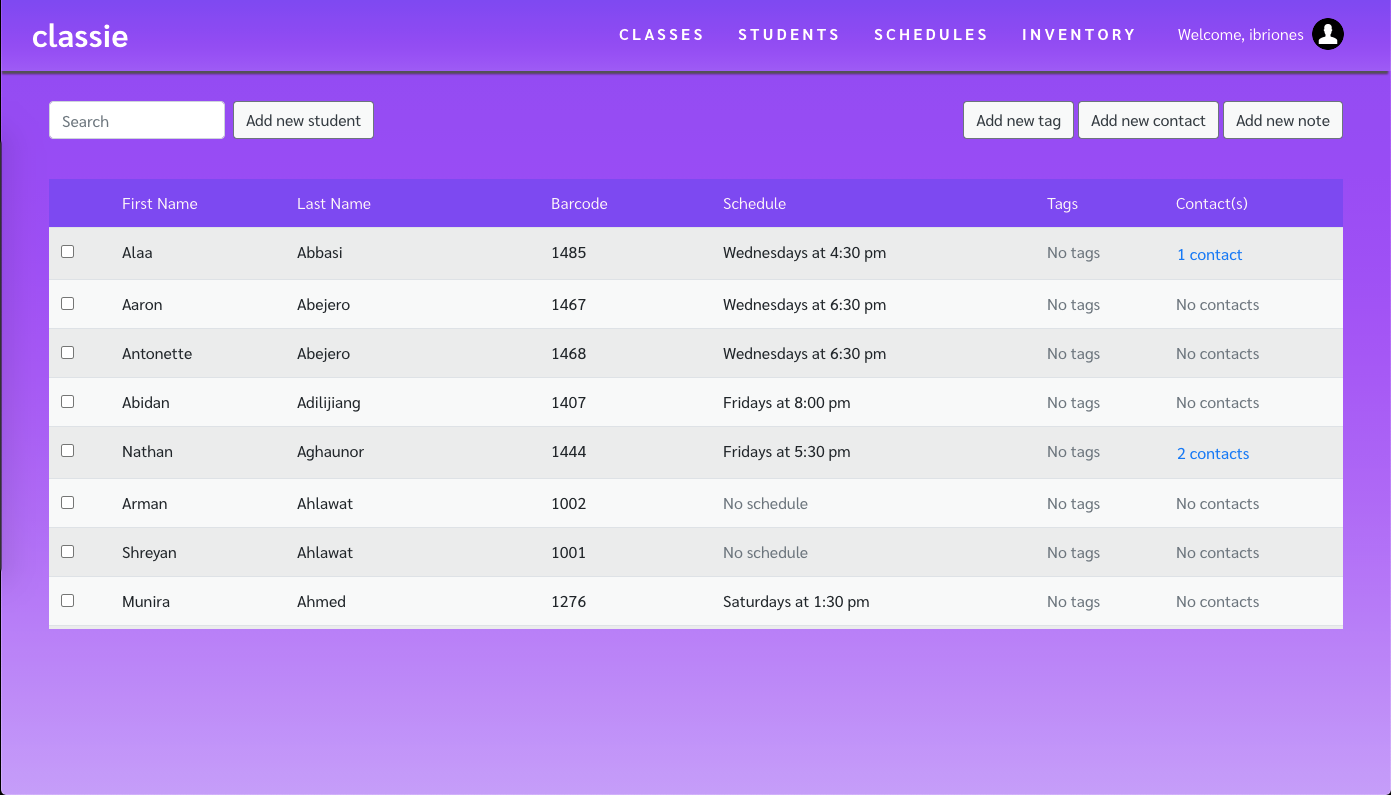 classie CLASSES STUDENTS SCHEDULES INVENTORY Welcome, ibriones
Search Add new student Add new tag Add new contact Add new note
First Name Last Name Barcode Schedule Tags Contact(s)
Alaa Abbasi 1485 Wednesdays at 4:30 pm No tags 1 contact
Aaron Abejero 1467 Wednesdays at 6:30 pm No tags No contacts
Antonette Abejero 1468 Wednesdays at 6:30 pm No tags No contacts
Abidan Adilijiang 1407 Fridays at 8:00 pm No tags No contacts
Nathan Aghaunor 1444 Fridays at 5:30 pm No tags 2 contacts
Arman Ahlawat 1002 No schedule No tags No contacts
Shreyan Ahlawat 1001 No schedule No tags No contacts
Munira Ahmed 1276 Saturdays at 1:30 pm No tags No contacts